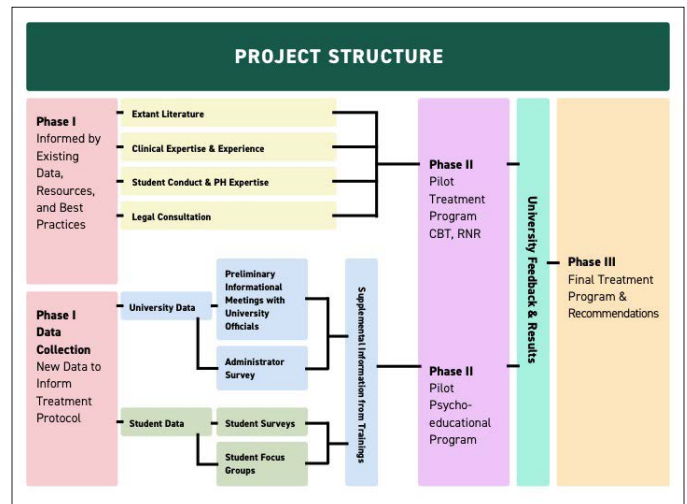 PROJECT STRUCTURE
Phase I
Informed by
Existing
Data,
Resources,
and Best
Practices
Extant Literature
Clinical Expertise & Experience
Student Conduct & PH Expertise
Legal Consultation
Phase I
Data
Collection
New Data to
Inform
Treatment
Protocol
University Data
Preliminary
Informational
Meetings with
University
Officials
Administrator
Survey
Student Data
Student Surveys
Student Focus
Groups
Supplemental Information from Trainings
Phase II
Pilot
Treatment
Program
CBT, RNR
Phase II
Pilot
Psycho-
educational
Program
University Feedback & Results
Phase III
Final Treatment
Program &
Recommendations